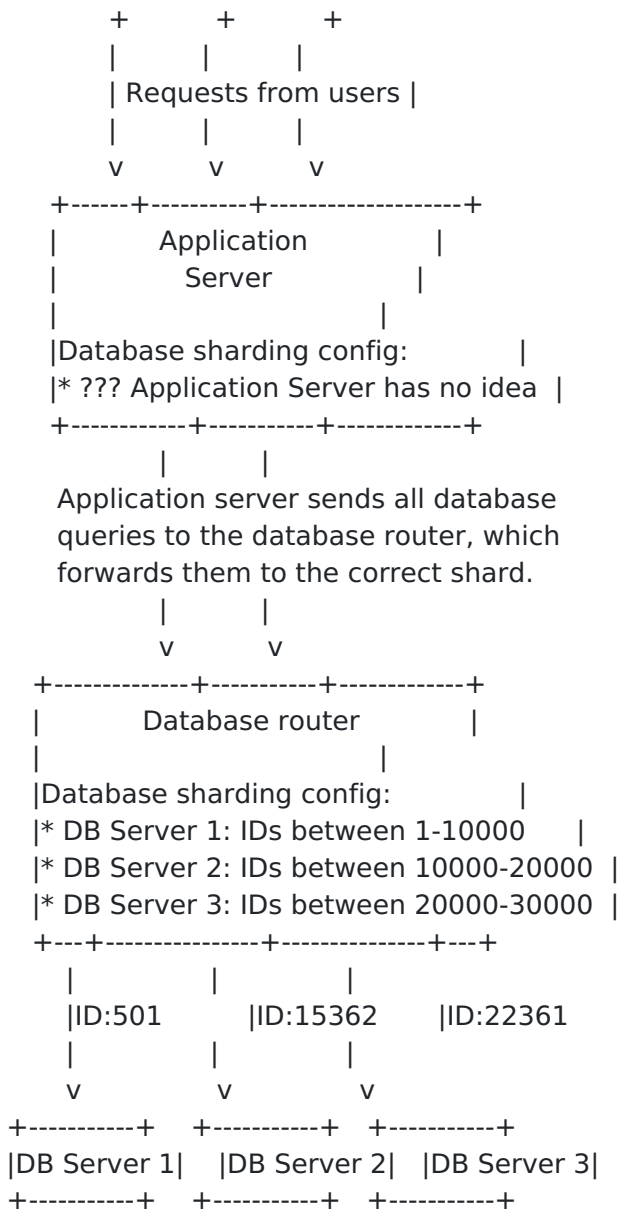 + + +
| | |
| Requests from users |
| | |
v v v
+------+----------+--------------------+
| Application |
| Server |
| |
|Database sharding config: |
|* ??? Application Server has no idea |
+------------+-----------+-------------+
| |
Application server sends all database
queries to the database router, which
forwards them to the correct shard.
| |
v v
+--------------+-----------+-------------+
| Database router |
| |
|Database sharding config: |
|* DB Server 1: IDs between 1-10000 |
|* DB Server 2: IDs between 10000-20000 |
|* DB Server 3: IDs between 20000-30000 |
+---+----------------+---------------+---+
| | |
|ID:501 |ID:15362 |ID:22361
| | |
v v v
+-----------+ +-----------+ +-----------+
|DB Server 1| |DB Server 2| |DB Server 3|
+-----------+ +-----------+ +-----------+